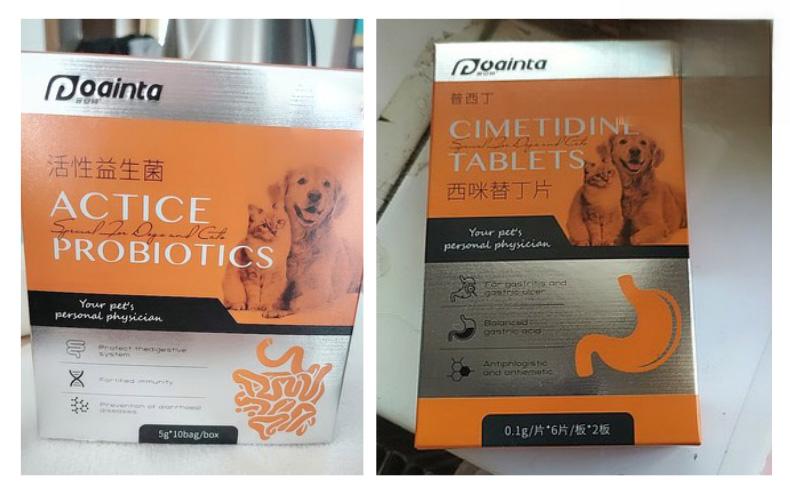 Poainta
活性益生菌
ACTICE
Special For Dogs and Cats
PROBIOTICS
Your pet's
personal physician
Protect thedigestive
system
Fortified immunity
Prevention of diarrhoeal
diseases
5g*10bag/box
Poainta
普西丁
CIMETIDINE
Special For Dogs and Cats
TABLETS
西咪替丁片
Your pet's
personal physician
For gastritis and
gastric ulcer
Balanced
gastric acid
Antiphlogistic
and antiemetic
0.1g/片*6片/板*2板